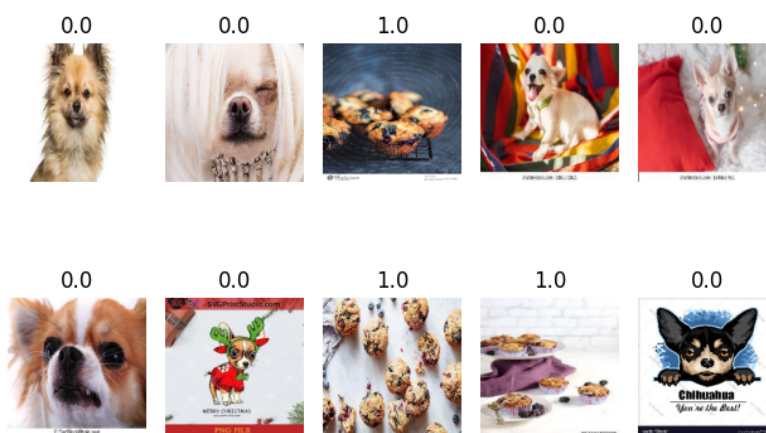 0.0 0.0 1.0 0.0 0.0
0.0 0.0 1.0 1.0 0.0
SVGPrintStudio.com
MERRY CHRISTMAS
PNG FILE
Chihuahua
You're the Best!